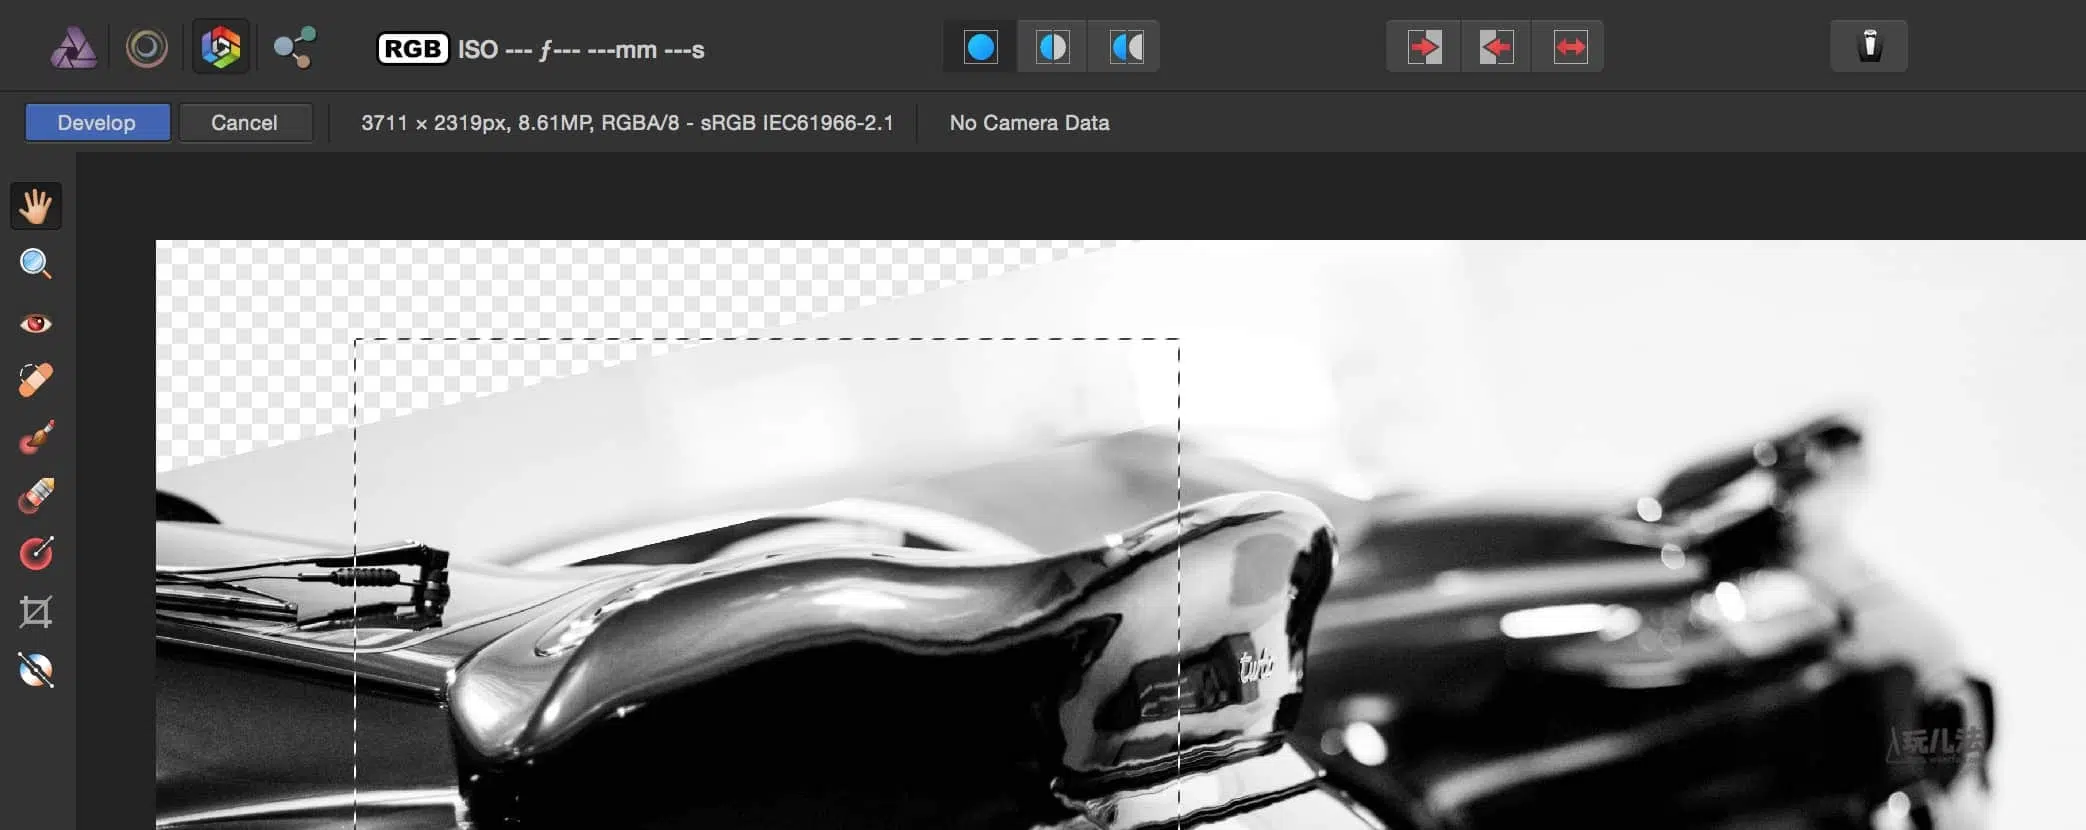 RGB ISO --- ƒ--- ---mm ---s
Develop Cancel 3711 × 2319px, 8.61MP, RGBA/8 - sRGB IEC61966-2.1 No Camera Data
玩儿法